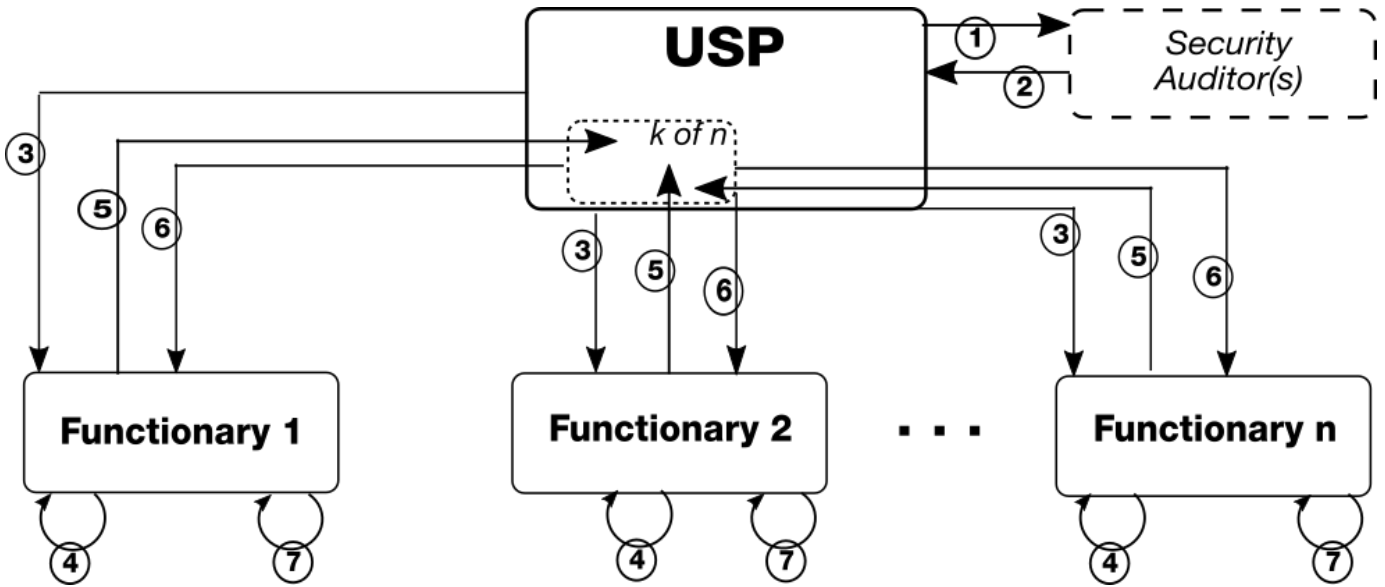 USP
1
Security
Auditor(s)
2
k of n
3
5
6
3
5
6
3
5
6
Functionary 1
Functionary 2
. . .
Functionary n
4
7
4
7
4
7